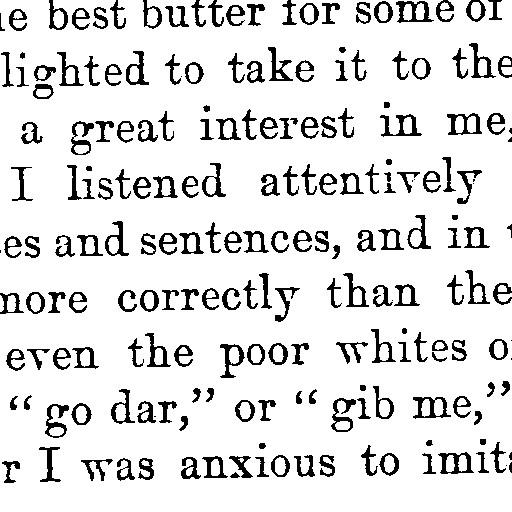 best butter for some of
lighted to take it to the
a great interest in me,
I listened attentively
es and sentences, and in
more correctly than the
even the poor whites
“go dar,” or “gib me,”
r I was anxious to imit